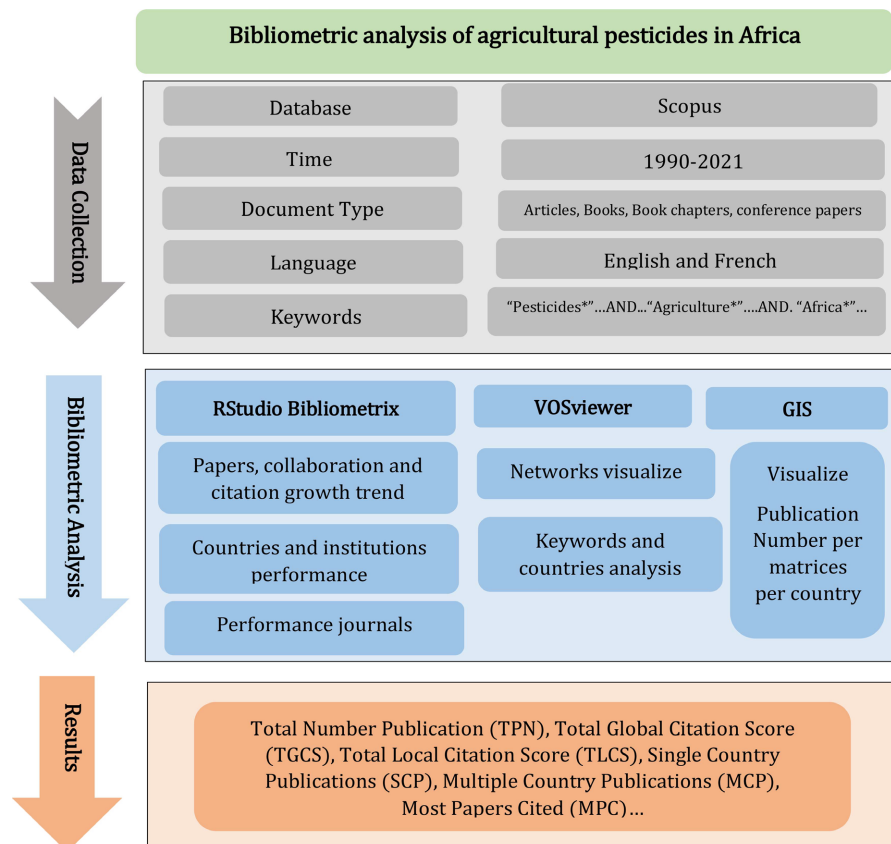 Bibliometric analysis of agricultural pesticides in Africa
Data Collection
Database
Scopus
Time
1990-2021
Document Type
Articles, Books, Book chapters, conference papers
Language
English and French
Keywords
“Pesticides*”...AND...“Agriculture*”....AND. “Africa*”...
Bibliometric Analysis
RStudio Bibliometrix
Papers, collaboration and
citation growth trend
Countries and institutions
performance
Performance journals
VOSviewer
Networks visualize
Keywords and
countries analysis
GIS
Visualize
Publication
Number per
matrices
per country
Results
Total Number Publication (TPN), Total Global Citation Score
(TGCS), Total Local Citation Score (TLCS), Single Country
Publications (SCP), Multiple Country Publications (MCP),
Most Papers Cited (MPC)...